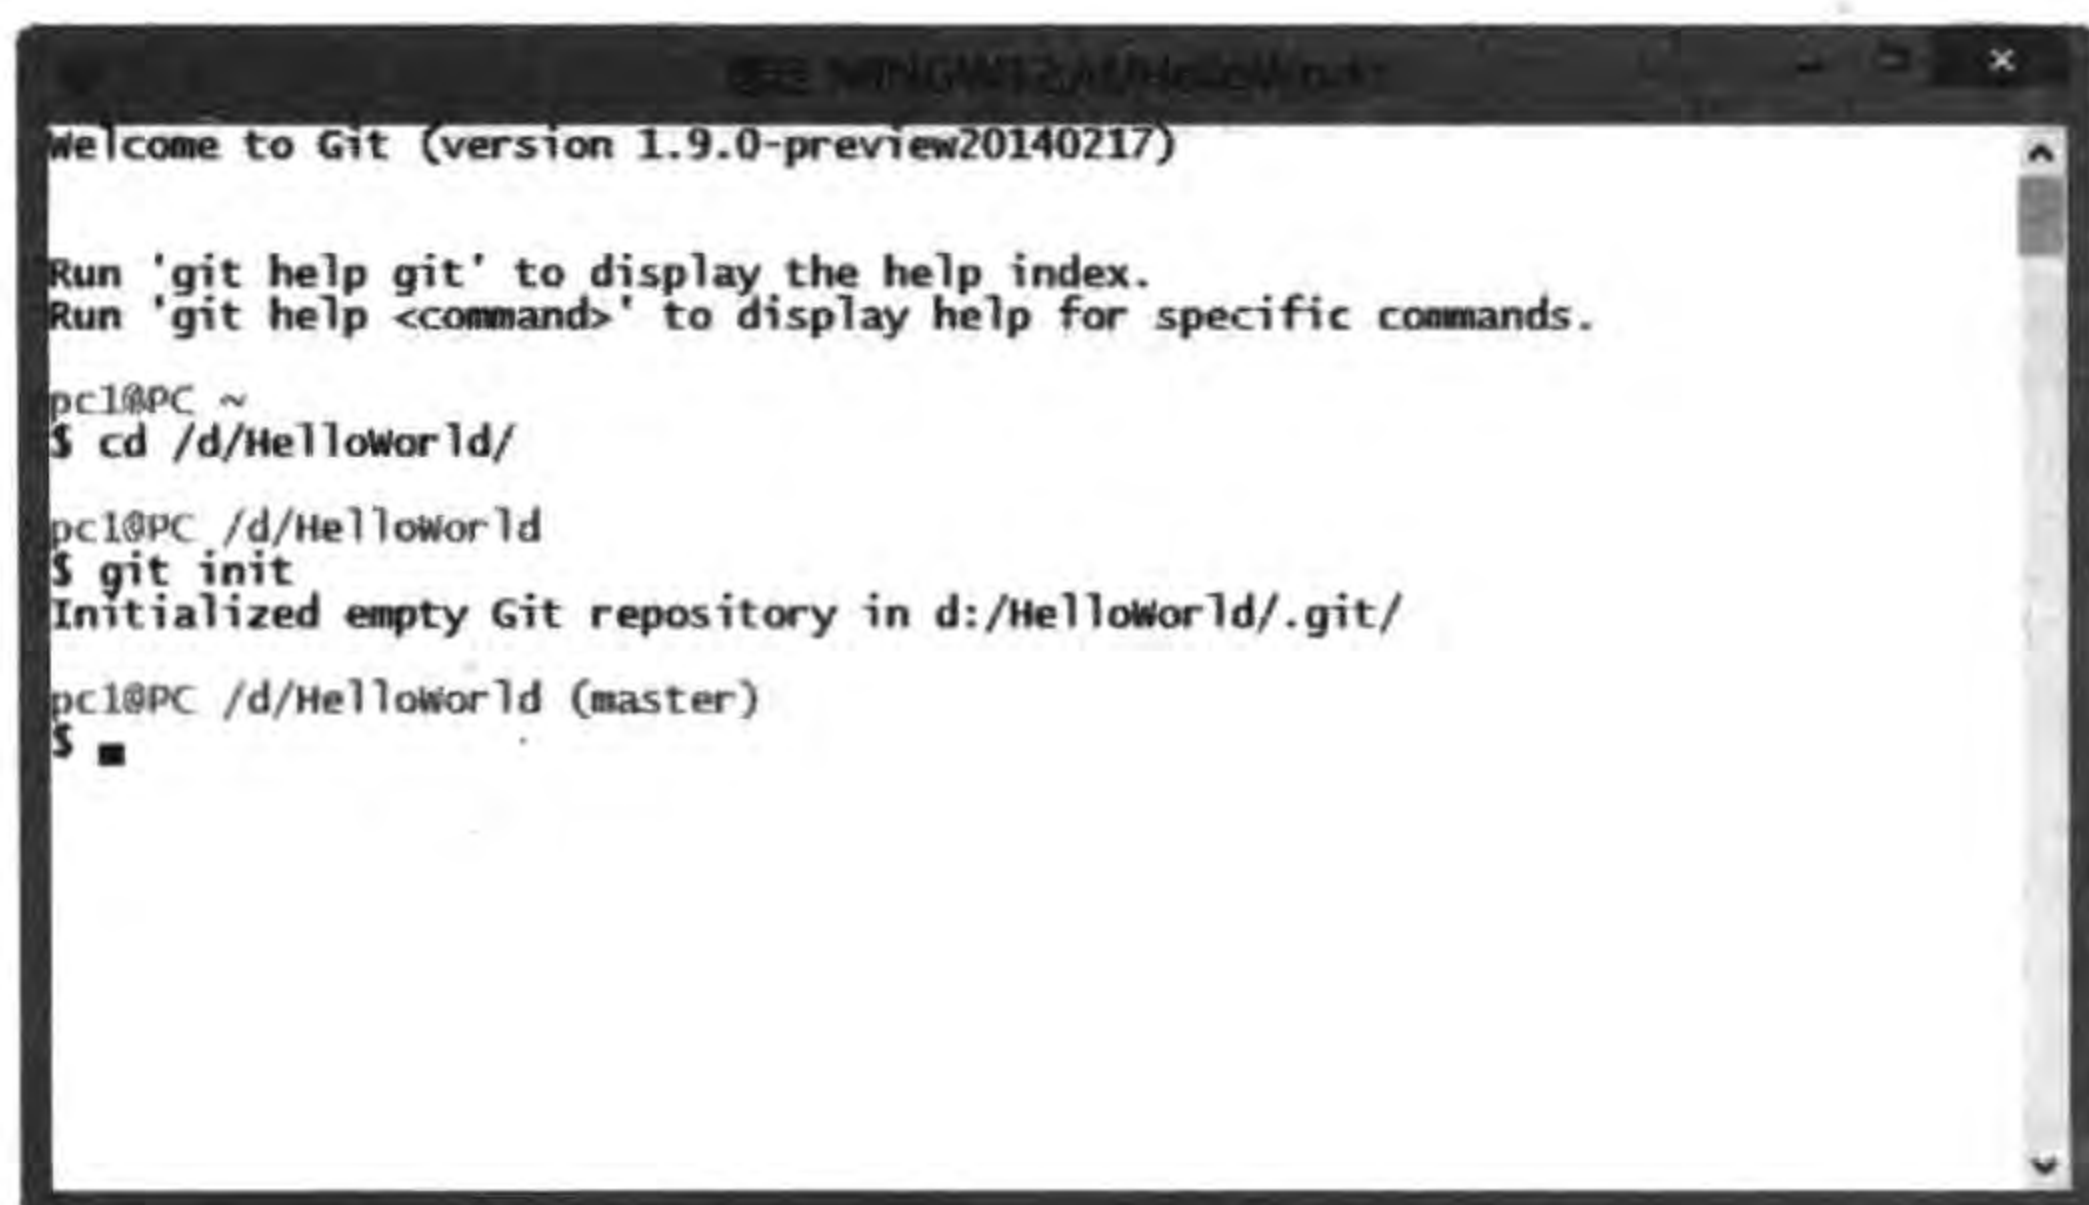 Welcome to Git (version 1.9.0-preview20140217)
Run 'git help git' to display the help index.
Run 'git help <command>' to display help for specific commands.
pc1@PC ~
$ cd /d/HelloWorld/
pc1@PC /d/HelloWorld
$ git init
Initialized empty Git repository in d:/HelloWorld/.git/
pc1@PC /d/HelloWorld (master)
$